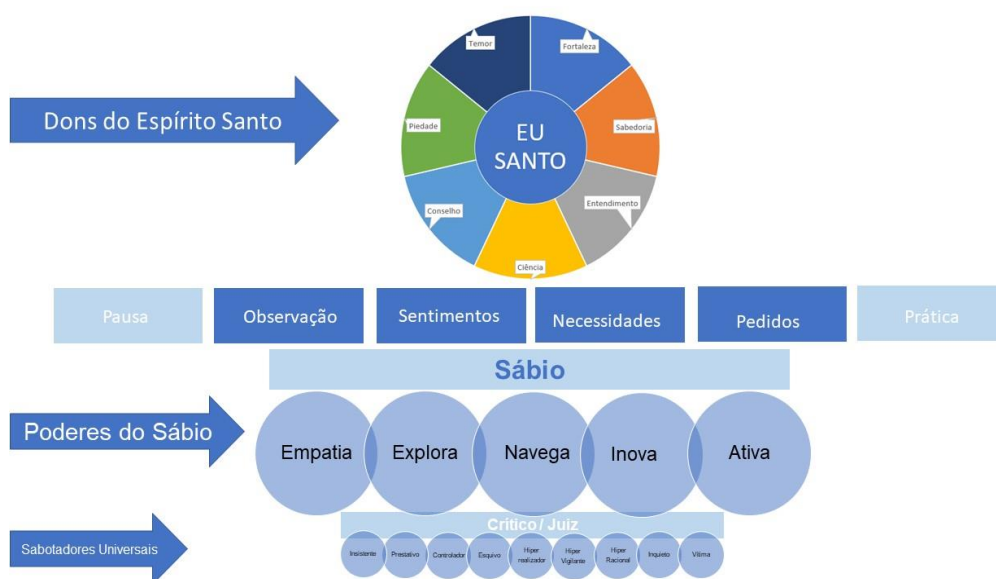 Dons do Espírito Santo
Temor
Fortaleza
Piedade
EU
SANTO
Sabedoria
Conselho
Entendimento
Ciência
Pausa
Observação
Sentimentos
Necessidades
Pedidos
Prática
Sábio
Poderes do Sábio
Empatia
Explora
Navega
Inova
Ativa
Sabotadores Universais
Critico / Juiz
Insistente
Prestativo
Controlador
Esquivo
Hiper
realizador
Hiper
Vigilante
Hiper
Racional
Inquieto
Vítima